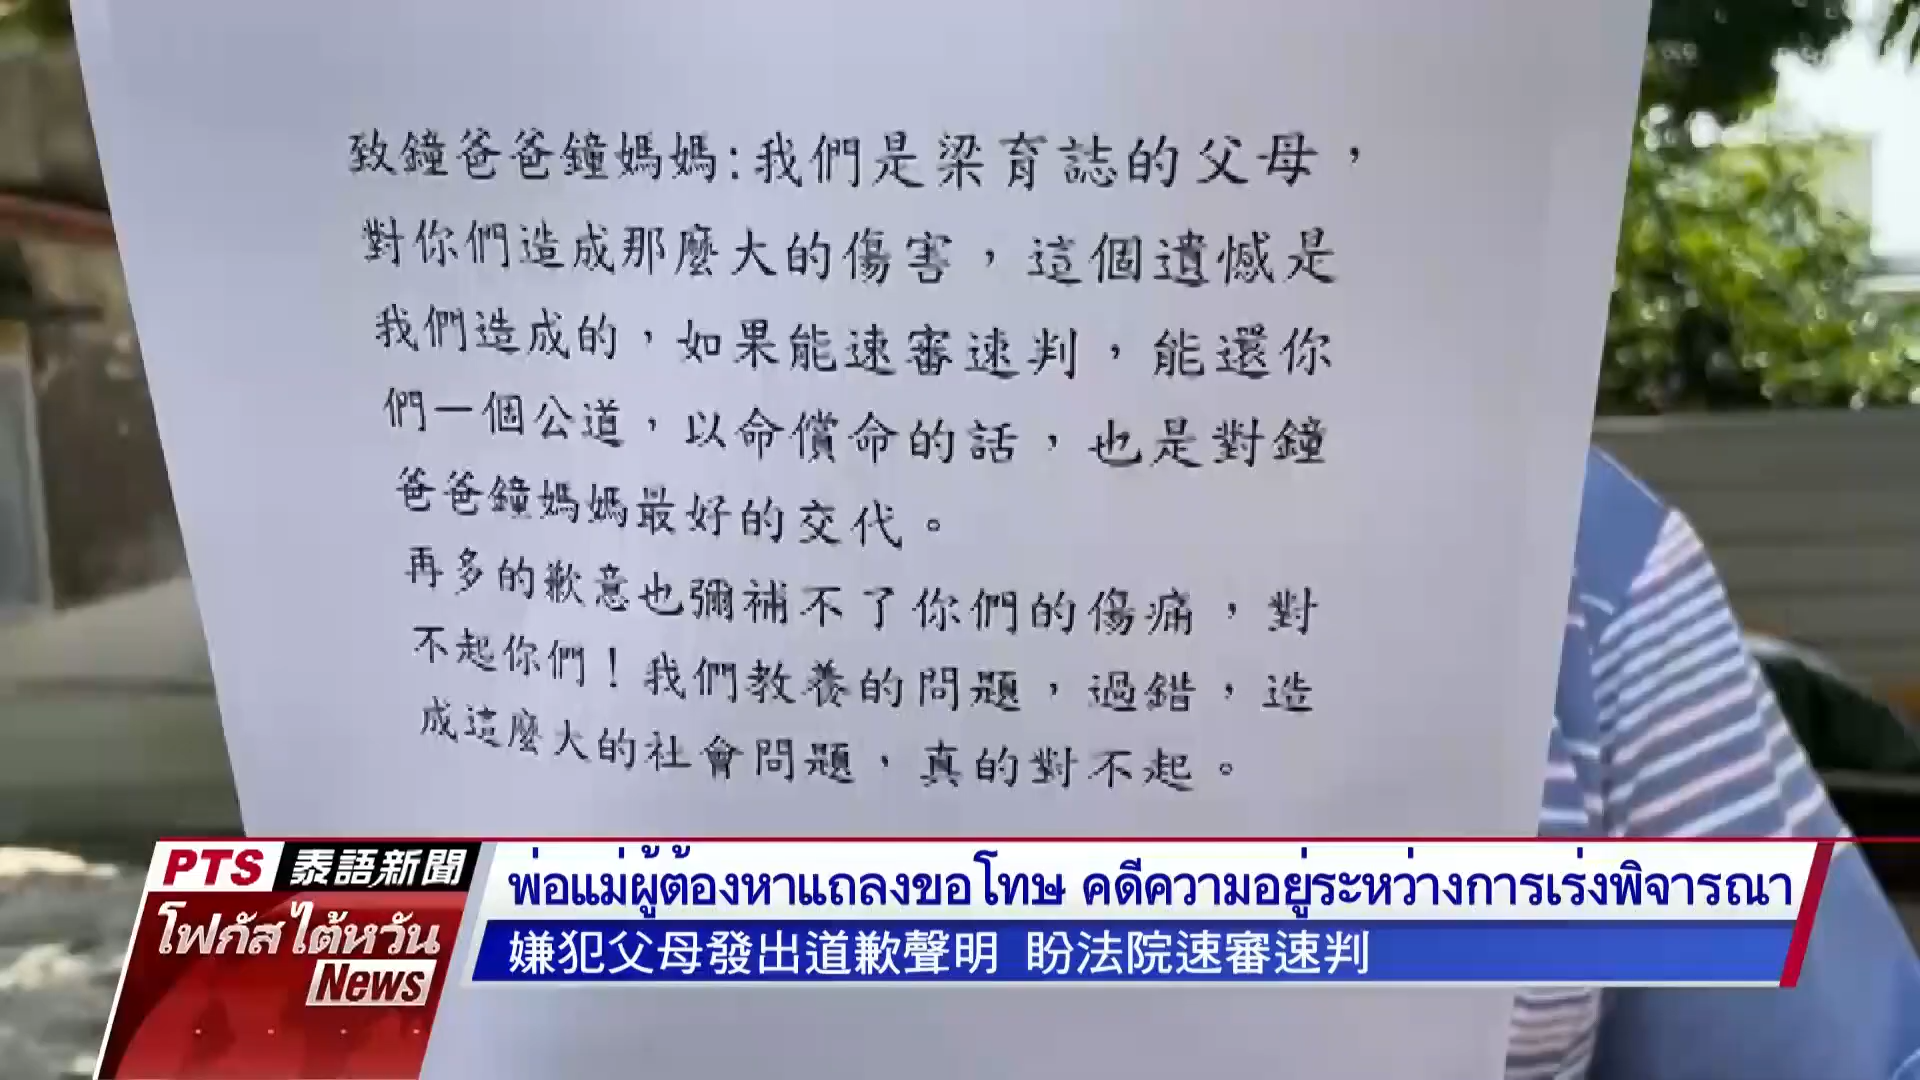 致鐘爸爸鐘媽媽:我們是梁育誌的父母，
對你們造成那麼大的傷害，這個遺憾是
我們造成的，如果能速審速判，能還你
們一個公道，以命償命的話，也是對鐘
爸爸鐘媽媽最好的交代。
再多的歉意也彌補不了你們的傷痛，對
不起你們！我們教養的問題，過錯，造
成這麼大的社會問題，真的對不起。
PTS 泰語新聞
โฟกัสไต้หวัน
News
พ่อแม่ผู้ต้องหาแถลงขอโทษ คดีความอยู่ระหว่างการเร่งพิจารณา
嫌犯父母發出道歉聲明 盼法院速審速判